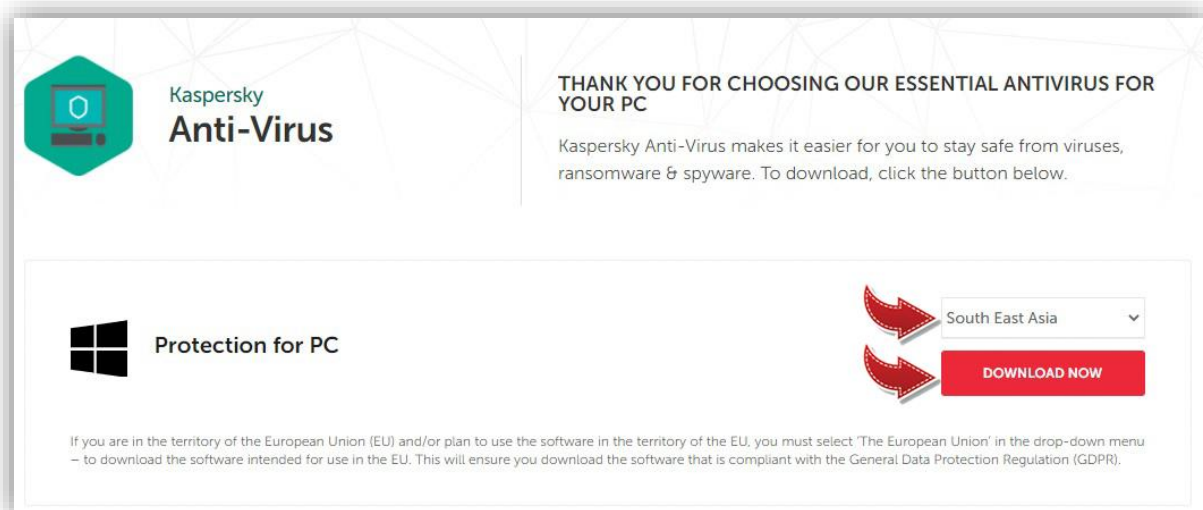 Kaspersky
Anti-Virus
THANK YOU FOR CHOOSING OUR ESSENTIAL ANTIVIRUS FOR
YOUR PC
Kaspersky Anti-Virus makes it easier for you to stay safe from viruses,
ransomware & spyware. To download, click the button below.
Protection for PC
South East Asia
DOWNLOAD NOW
If you are in the territory of the European Union (EU) and/or plan to use the software in the territory of the EU, you must select 'The European Union' in the drop-down menu
– to download the software intended for use in the EU. This will ensure you download the software that is compliant with the General Data Protection Regulation (GDPR).